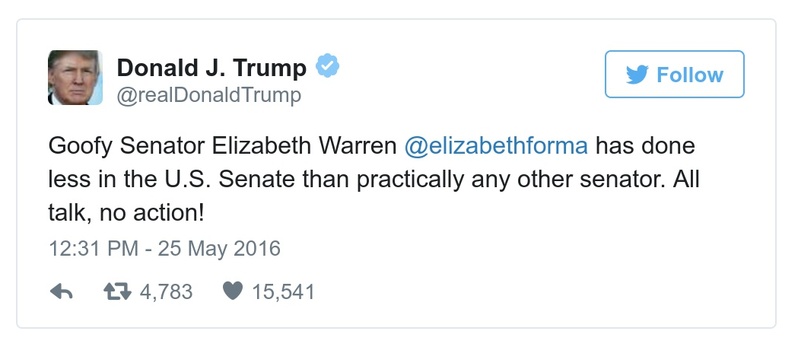 Donald J. Trump
@realDonaldTrump
Follow
Goofy Senator Elizabeth Warren @elizabethforma has done
less in the U.S. Senate than practically any other senator. All
talk, no action!
12:31 PM - 25 May 2016
4,783 15,541